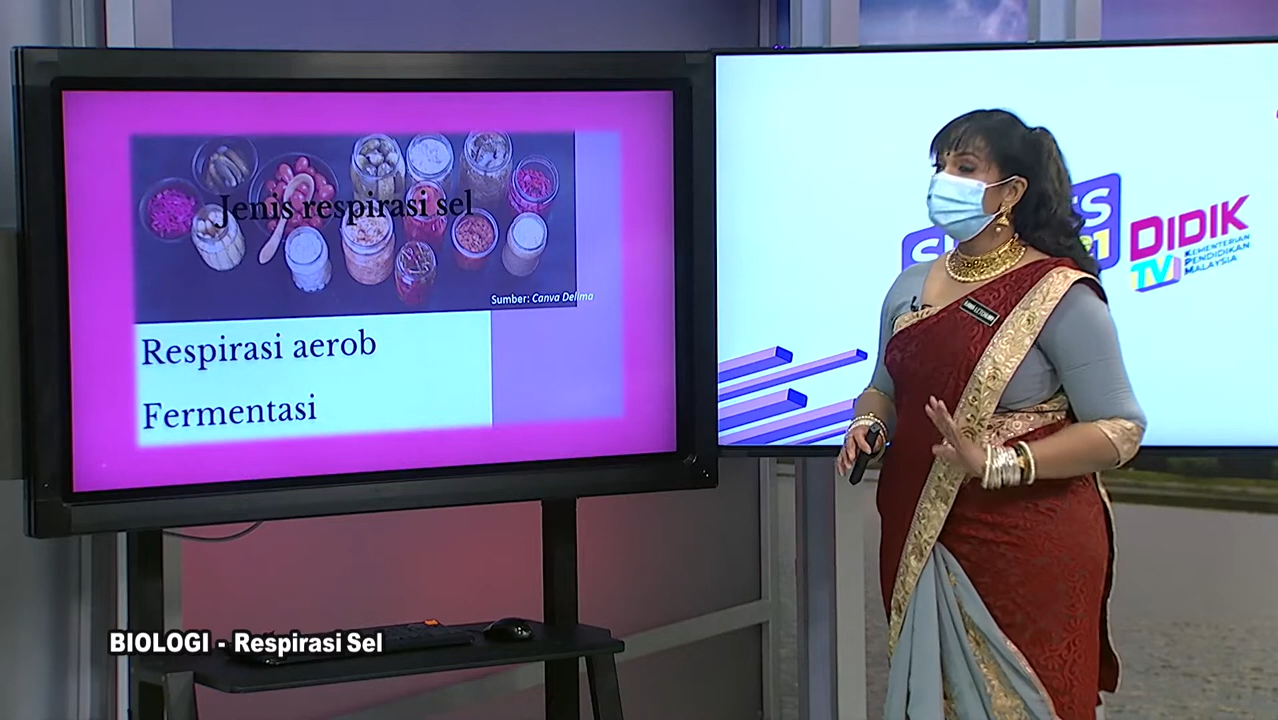 Jenis respirasi sel
Sumber: Canva Delima
Respirasi aerob
Fermentasi
DIDIK
TV
KEMENTERIAN
PENDIDIKAN
MALAYSIA
BIOLOGI - Respirasi Sel